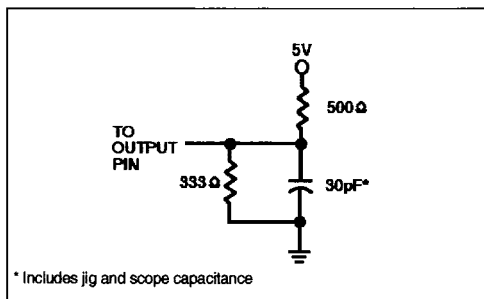 5V
500Ω
TO
OUTPUT
PIN
333Ω
30pF*
* Includes jig and scope capacitance